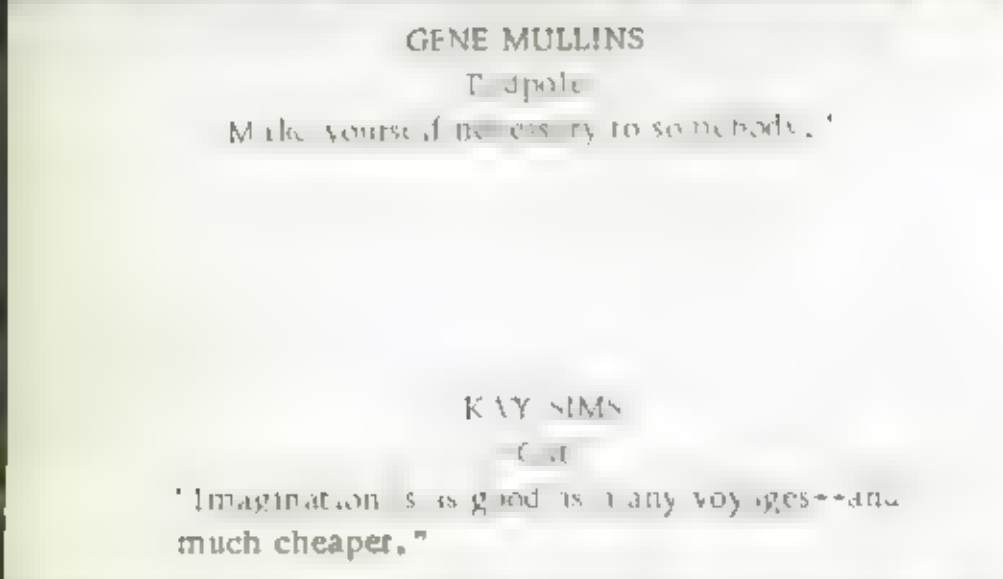 GENE MULLINS
Tadpole
Make yourself necessary to somebody."
KAY SIMS
"Imagination is as good as many voyages--and
much cheaper."